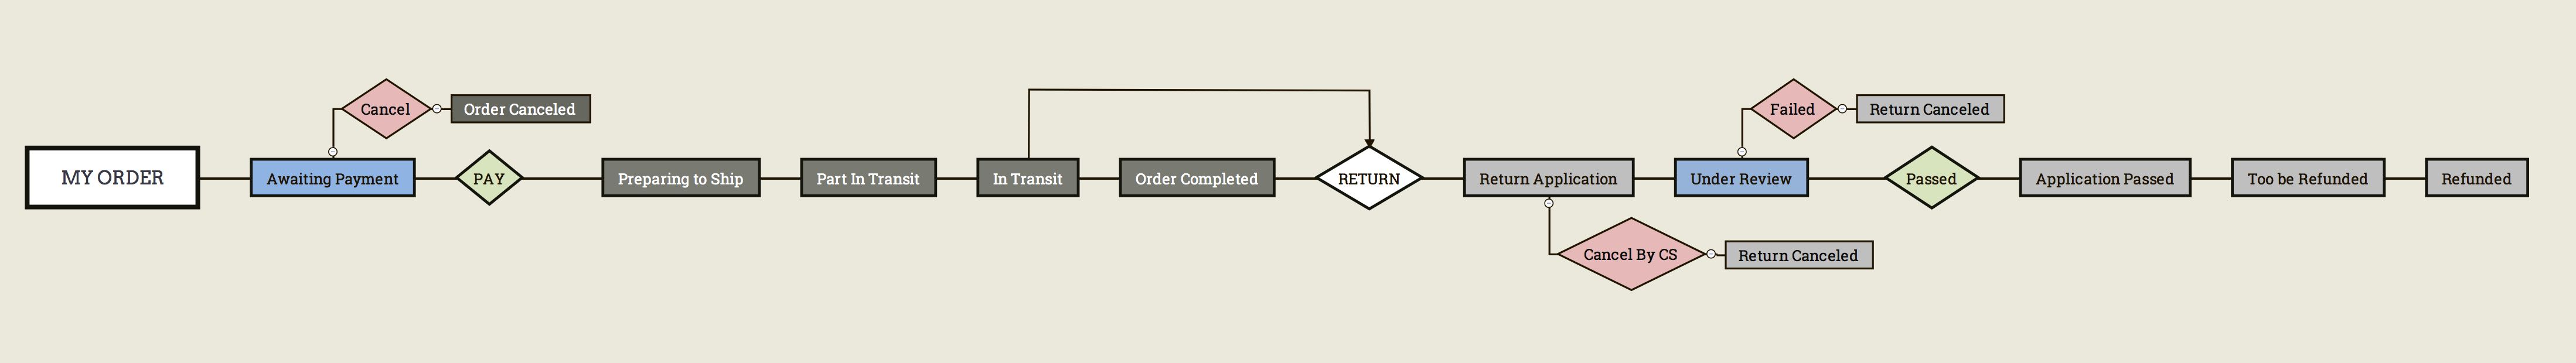 Cancel
Order Canceled
Failed
Return Canceled
MY ORDER
Awaiting Payment
PAY
Preparing to Ship
Part In Transit
In Transit
Order Completed
RETURN
Return Application
Under Review
Passed
Application Passed
Too be Refunded
Refunded
Cancel By CS
Return Canceled